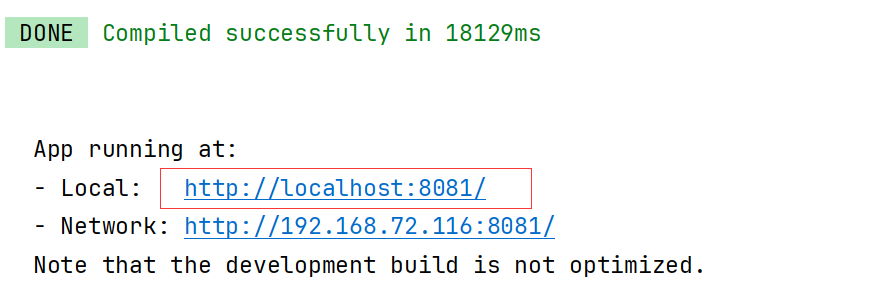 DONE Compiled successfully in 18129ms
App running at:
- Local: http://localhost:8081/
- Network: http://192.168.72.116:8081/
Note that the development build is not optimized.